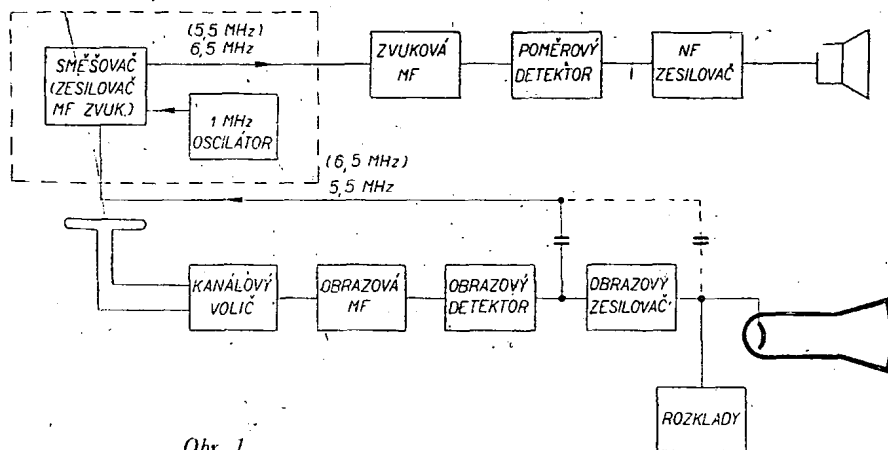 (5,5 MHz)
6,5 MHz
SMĚŠOVAČ
(ZESILOVAČ
MF ZVUK.)
1 MHz
OSCILÁTOR
ZVUKOVÁ
MF
POMĚROVÝ
DETEKTOR
NF
ZESILOVAČ
(6,5 MHz)
5,5 MHz
KANÁLOVÝ
VOLIČ
OBRAZOVÁ
MF
OBRAZOVÝ
DETEKTOR
OBRAZOVÝ
ZESILOVAČ
ROZKLADY
Obr. 1